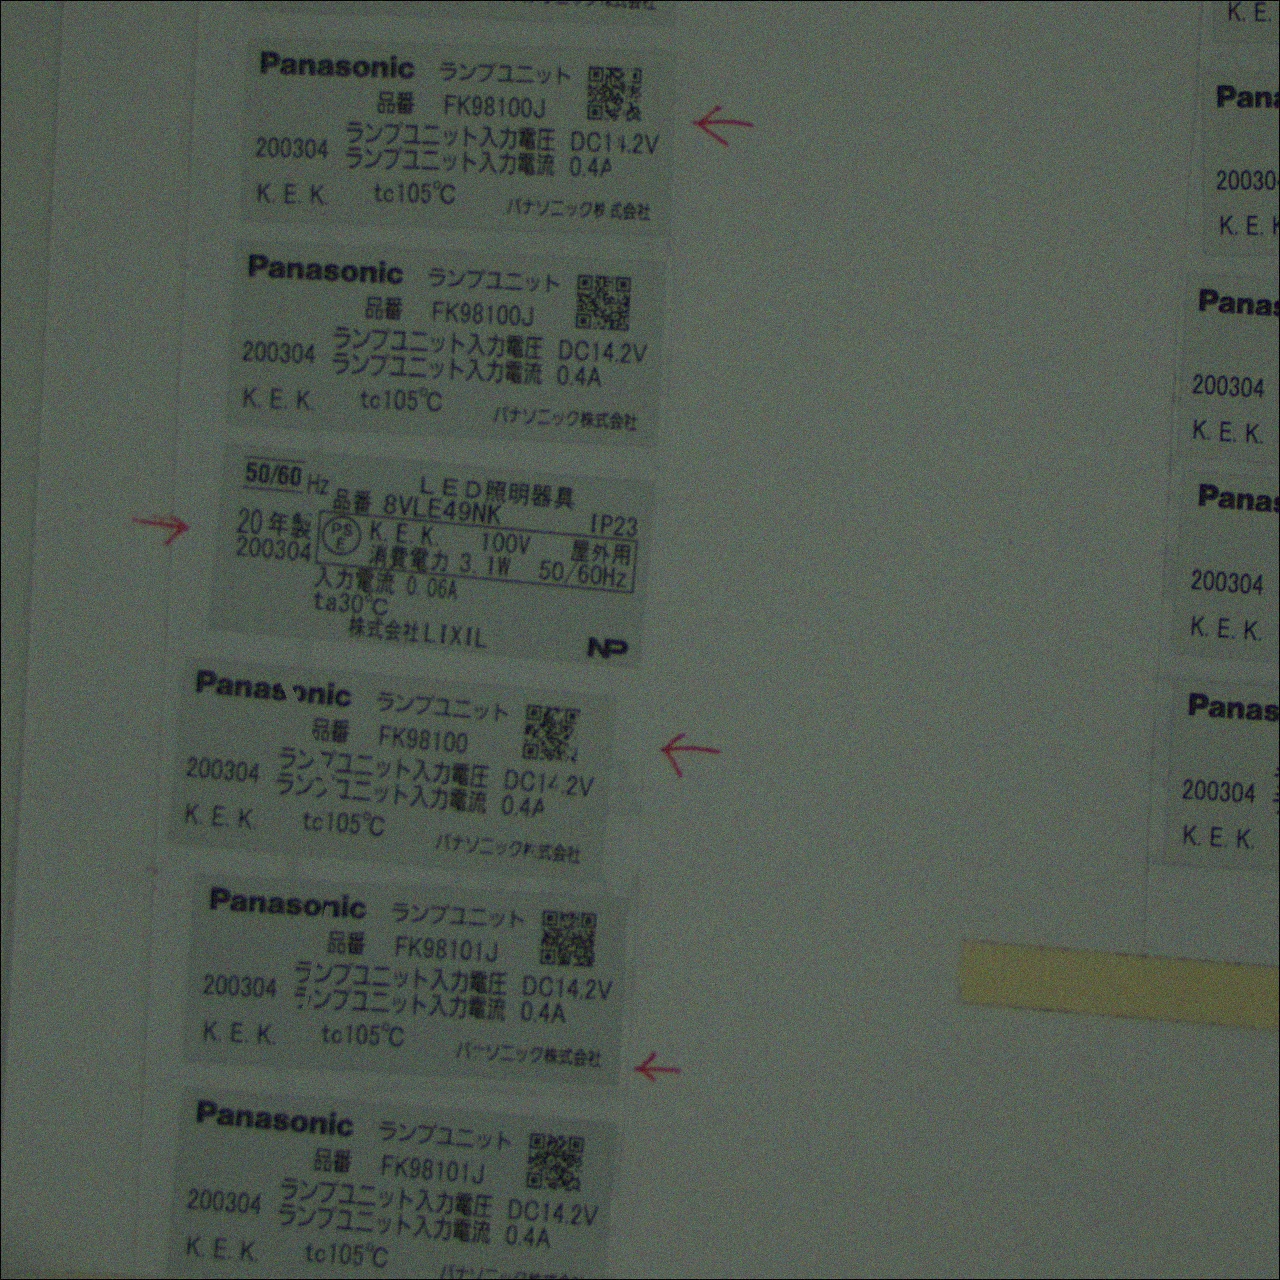 Panasonic ランプユニット
品番 FK98100J
200304 ランプユニット入力電圧 DC14.2V
ランプユニット入力電流 0.4A
K.E.K. tc105℃
パナソニック株式会社
Panasonic ランプユニット
品番 FK98100J
200304 ランプユニット入力電圧 DC14.2V
ランプユニット入力電流 0.4A
K.E.K. tc105℃
パナソニック株式会社
50/60 Hz LED照明器具
品番 8VLE49NK IP23
20年製 PSE K.E.K. 100V 屋外用
200304 消費電力 3.1W 50/60Hz
入力電流 0.06A
ta30℃
株式会社LIXIL NP
Panasonic ランプユニット
品番 FK98100
200304 ランプユニット入力電圧 DC14.2V
ランプユニット入力電流 0.4A
K.E.K. tc105℃
パナソニック株式会社
Panasonic ランプユニット
品番 FK98101J
200304 ランプユニット入力電圧 DC14.2V
ランプユニット入力電流 0.4A
K.E.K. tc105℃
パナソニック株式会社
Panasonic ランプユニット
品番 FK98101J
200304 ランプユニット入力電圧 DC14.2V
ランプユニット入力電流 0.4A
K.E.K. tc105℃
K.E.
Pana
20030
K.E.K
Panas
200304
K.E.K.
Panas
200304
K.E.K.
Panas
200304
K.E.K.